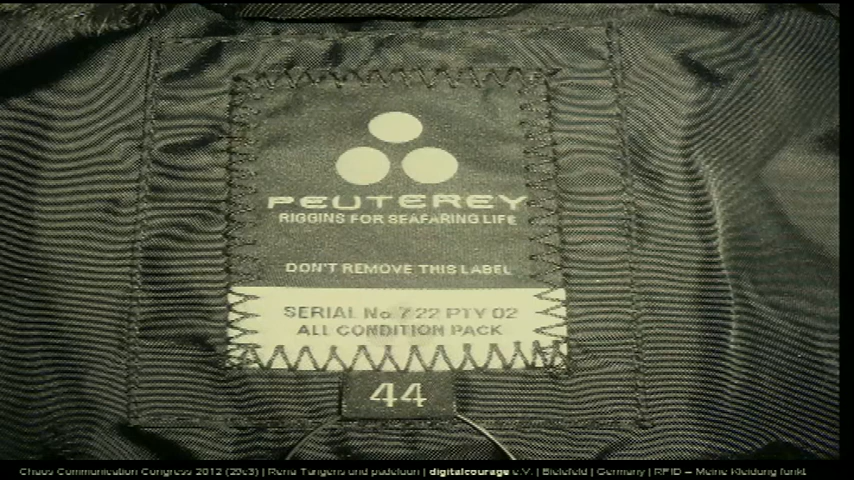 PEUTEREY
RIGGINS FOR SEAFARING LIFE
DON'T REMOVE THIS LABEL
SERIAL No 7 22 PTY 02
ALL CONDITION PACK
44
Chaos Communication Congress 2012 (29c3) | Rena Tangens und padeluun | digitalcourage e.V. | Bielefeld | Germany | RFID – Meine Kleidung funkt